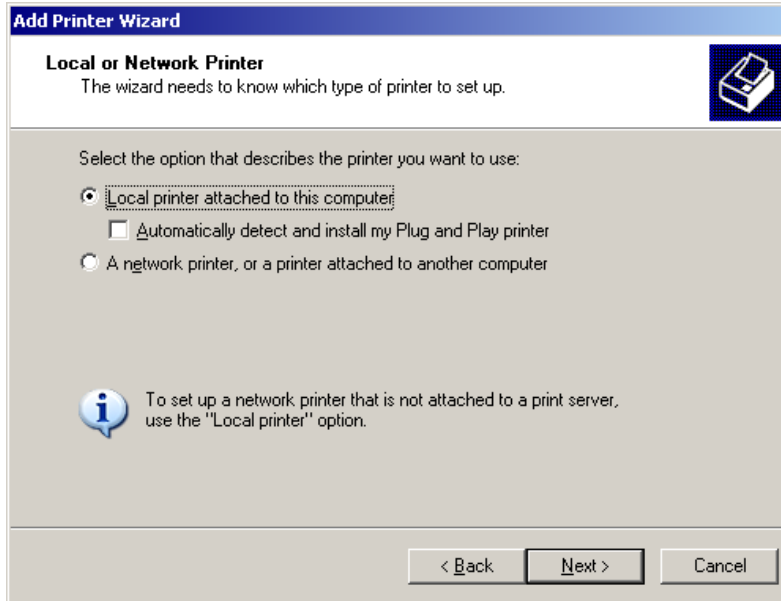 Add Printer Wizard
Local or Network Printer
The wizard needs to know which type of printer to set up.
Select the option that describes the printer you want to use:
Local printer attached to this computer
Automatically detect and install my Plug and Play printer
A network printer, or a printer attached to another computer
To set up a network printer that is not attached to a print server,
use the "Local printer" option.
< Back Next > Cancel